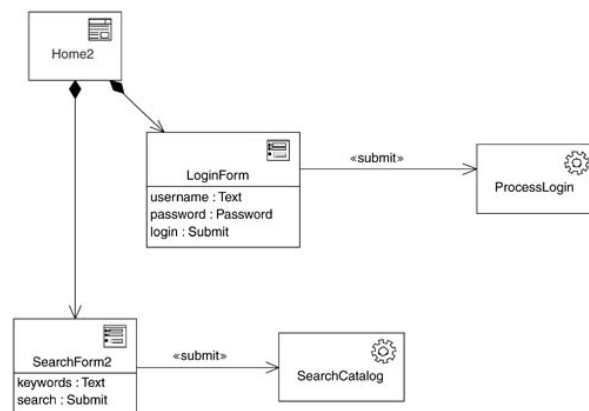 Home2
LoginForm
username : Text
password : Password
login : Submit
«submit»
ProcessLogin
SearchForm2
keywords : Text
search : Submit
«submit»
SearchCatalog